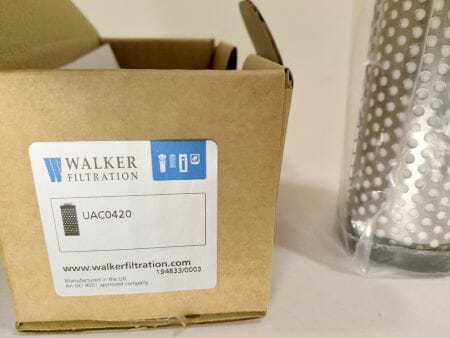 WALKER
FILTRATION
UAC0420
www.walkerfiltration.com
194833/0003
Manufactured in the UK
An ISO 9001 approved company